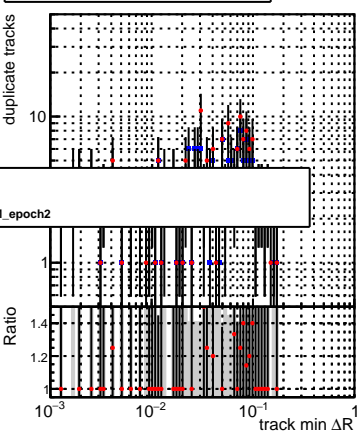 duplicate tracks
10
l_epoch2
1
Ratio
1.4
1.2
1
10⁻³
10⁻²
10⁻¹
1
track min ΔR